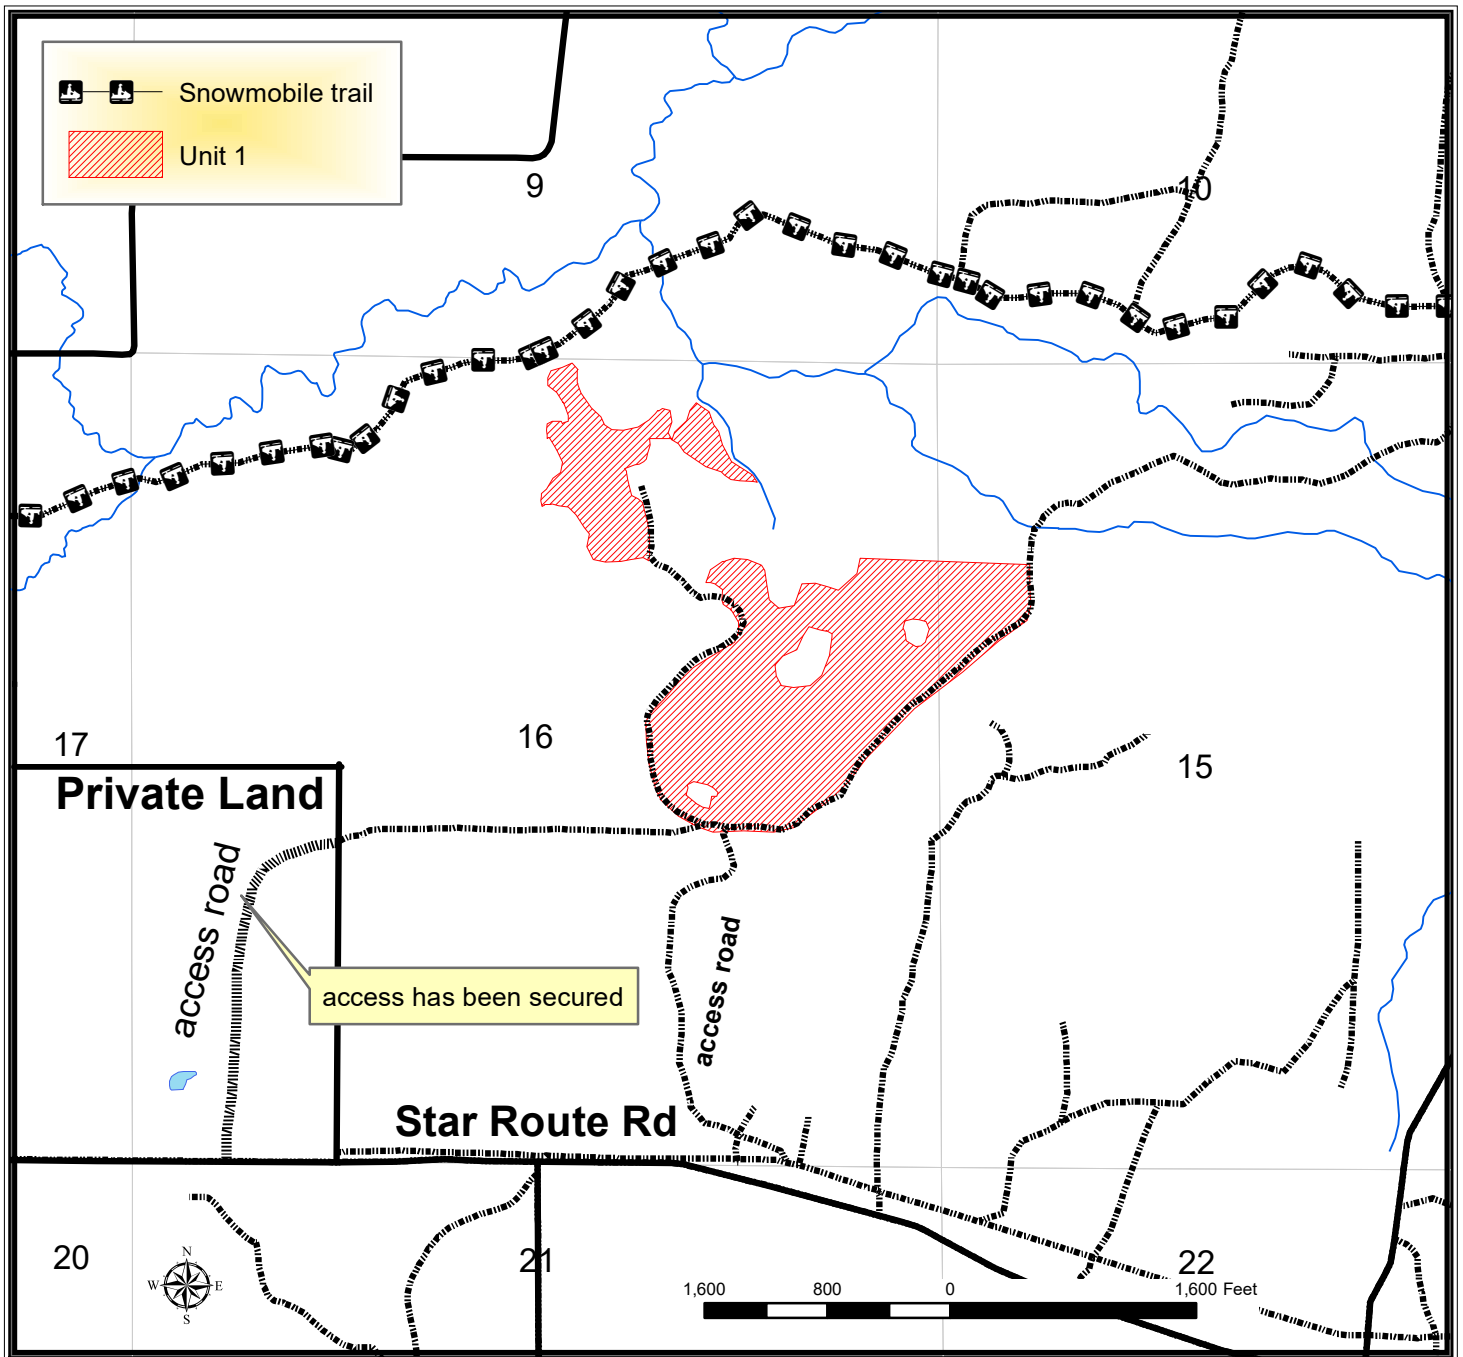 Snowmobile trail
Unit 1
9
10
17
16
15
Private Land
access road
access has been secured
access road
Star Route Rd
20
21
22
N
W E
S
1,600 800 0 1,600 Feet